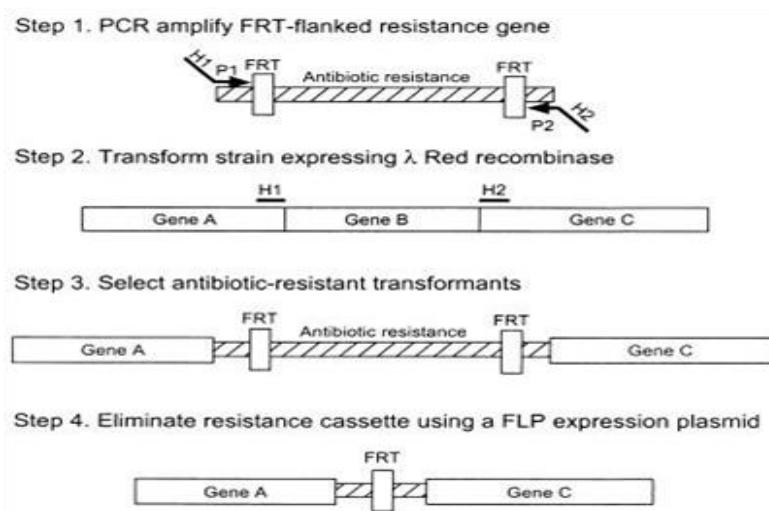 Step 1. PCR amplify FRT-flanked resistance gene
H1 P1 FRT Antibiotic resistance FRT
P2 H2
Step 2. Transform strain expressing λ Red recombinase
H1 H2
Gene A Gene B Gene C
Step 3. Select antibiotic-resistant transformants
FRT Antibiotic resistance FRT
Gene A Gene C
Step 4. Eliminate resistance cassette using a FLP expression plasmid
FRT
Gene A Gene C